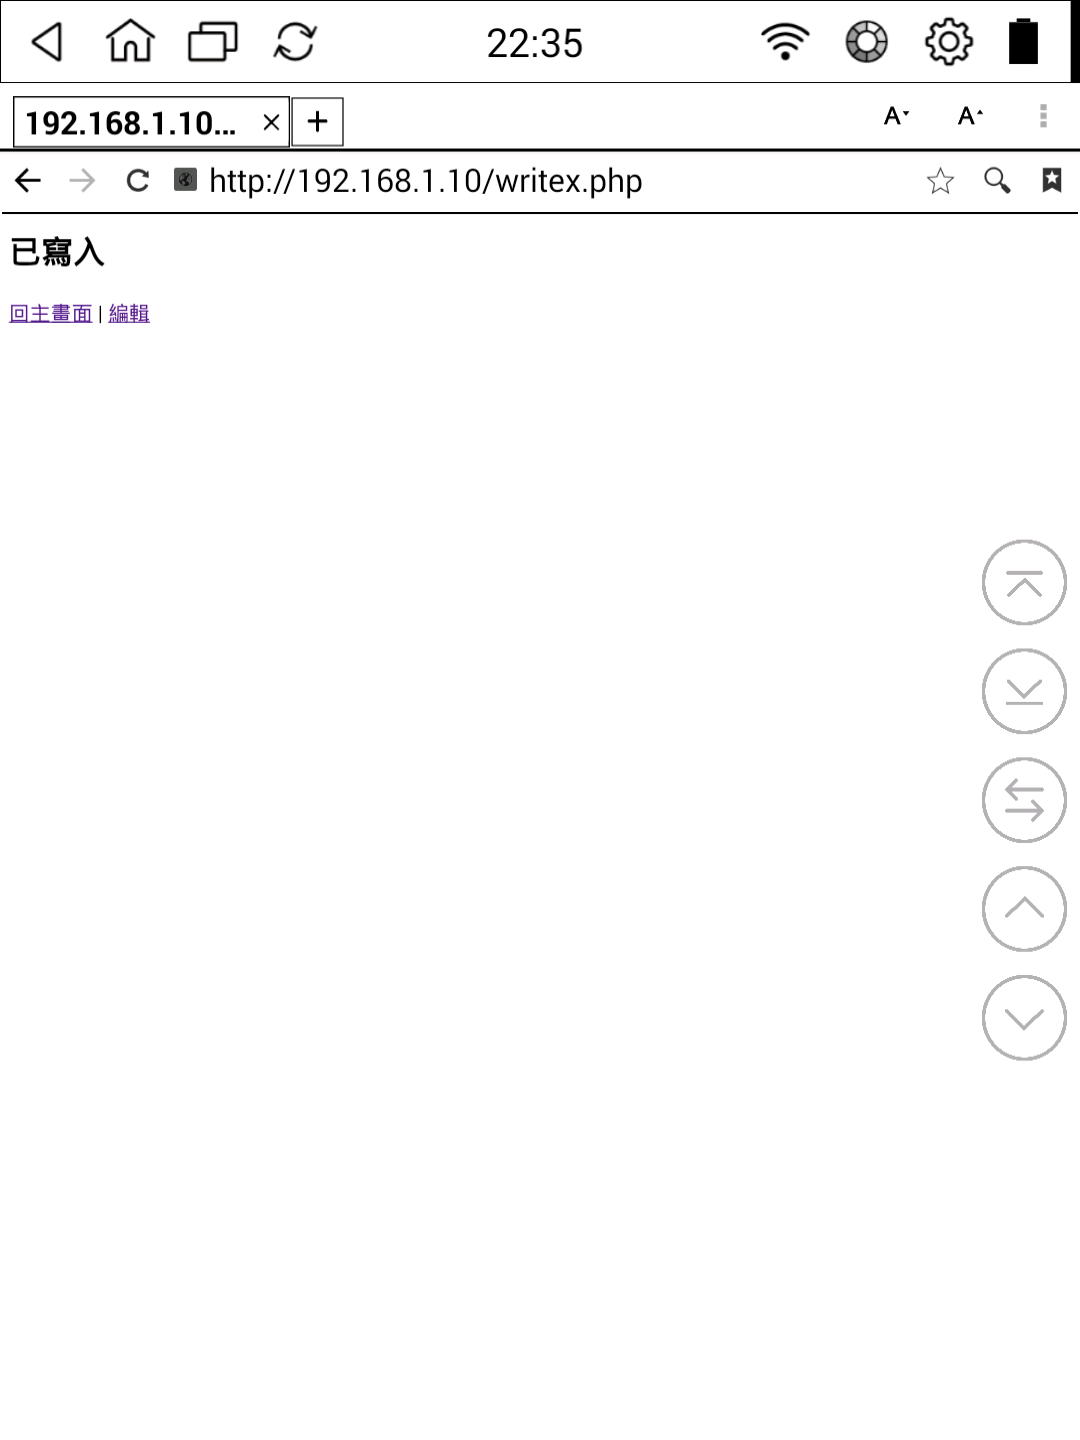 22:35
192.168.1.10...
A A
http://192.168.1.10/writex.php
已寫入
回主畫面 | 編輯